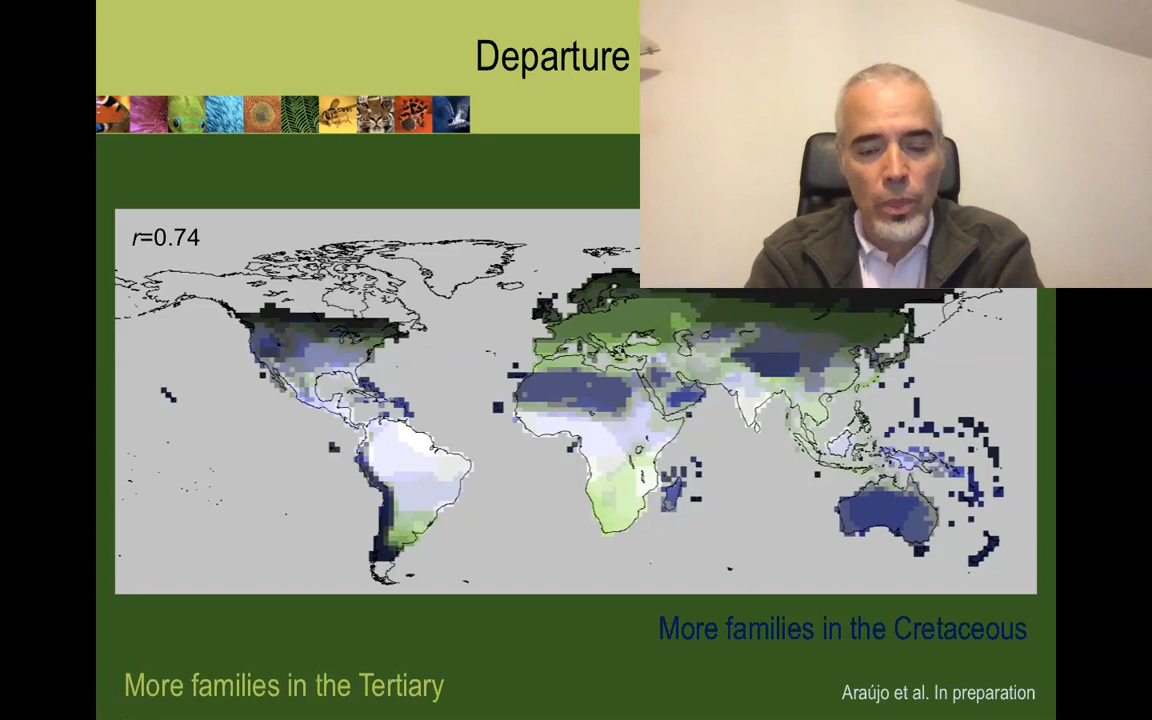 Departure
r=0.74
More families in the Cretaceous
More families in the Tertiary
Araújo et al. In preparation